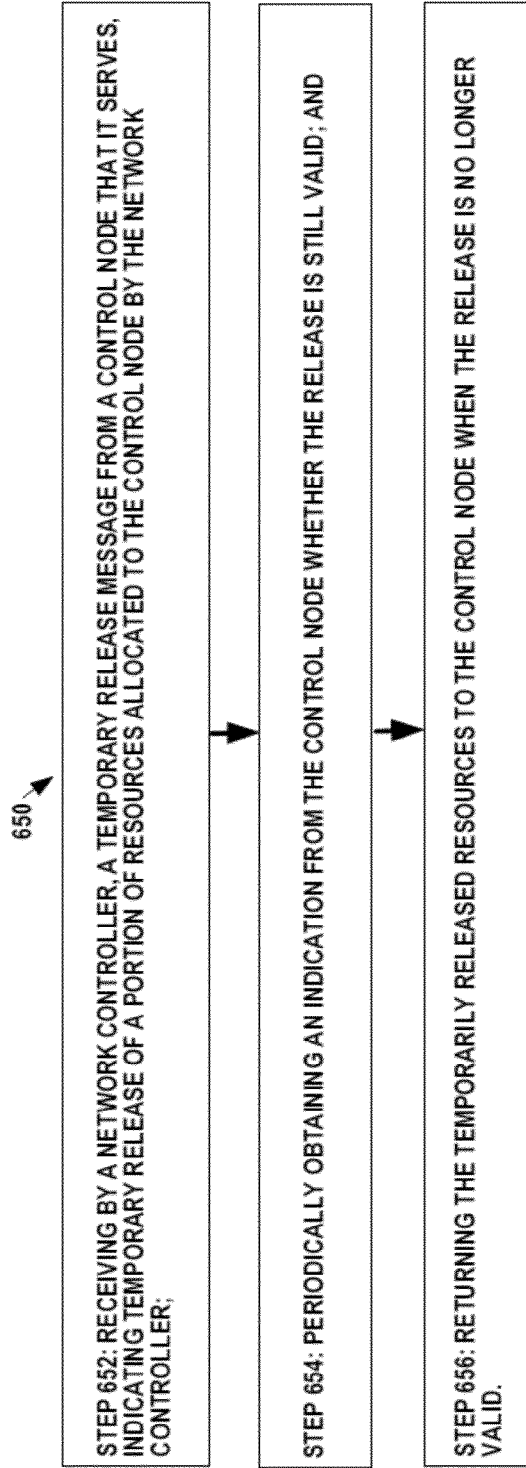 650
STEP 652: RECEIVING BY A NETWORK CONTROLLER, A TEMPORARY RELEASE MESSAGE FROM A CONTROL NODE THAT IT SERVES,
INDICATING TEMPORARY RELEASE OF A PORTION OF RESOURCES ALLOCATED TO THE CONTROL NODE BY THE NETWORK
CONTROLLER;
STEP 654: PERIODICALLY OBTAINING AN INDICATION FROM THE CONTROL NODE WHETHER THE RELEASE IS STILL VALID; AND
STEP 656: RETURNING THE TEMPORARILY RELEASED RESOURCES TO THE CONTROL NODE WHEN THE RELEASE IS NO LONGER
VALID.